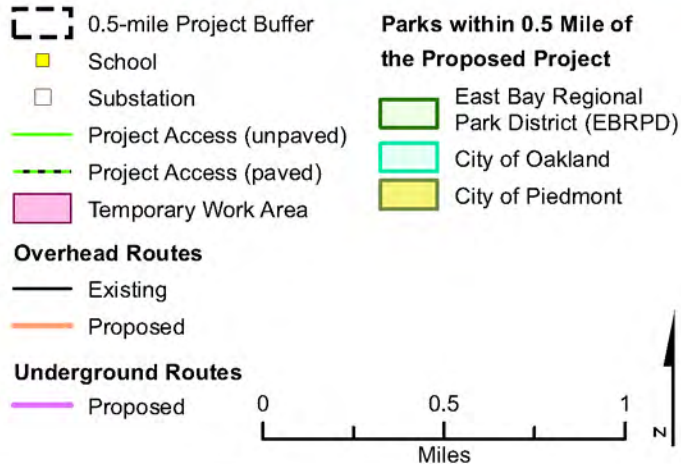 0.5-mile Project Buffer
School
Substation
Project Access (unpaved)
Project Access (paved)
Temporary Work Area
Overhead Routes
Existing
Proposed
Underground Routes
Proposed
Parks within 0.5 Mile of
the Proposed Project
East Bay Regional
Park District (EBRPD)
City of Oakland
City of Piedmont
0 0.5 1
Miles
N